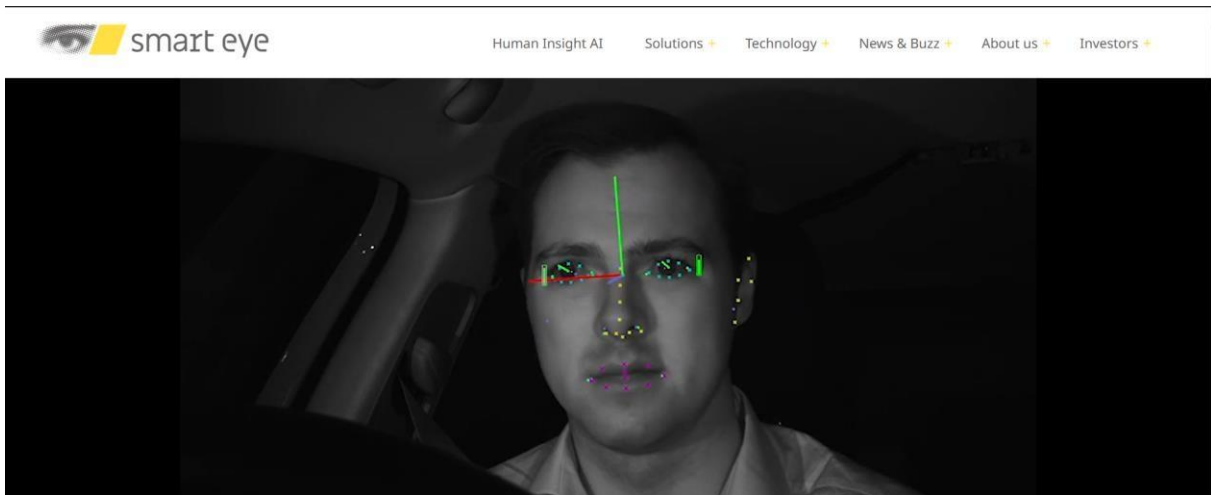 smart eye
Human Insight AI Solutions + Technology + News & Buzz + About us + Investors +